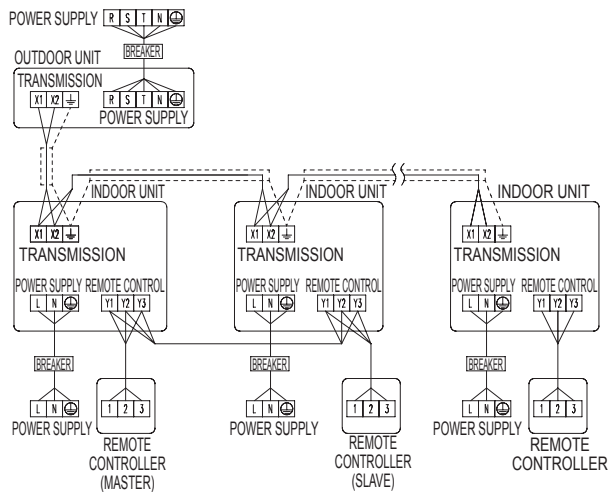 POWER SUPPLY R S T N
BREAKER
OUTDOOR UNIT
TRANSMISSION
X1 X2 R S T N
POWER SUPPLY
INDOOR UNIT INDOOR UNIT INDOOR UNIT
X1 X2 X1 X2 X1 X2
TRANSMISSION TRANSMISSION TRANSMISSION
POWER SUPPLY REMOTE CONTROL POWER SUPPLY REMOTE CONTROL POWER SUPPLY REMOTE CONTROL
L N Y1 Y2 Y3 L N Y1 Y2 Y3 L N Y1 Y2 Y3
BREAKER BREAKER BREAKER
L N 1 2 3 L N 1 2 3 L N 1 2 3
POWER SUPPLY POWER SUPPLY POWER SUPPLY
REMOTE REMOTE REMOTE
CONTROLLER CONTROLLER CONTROLLER
(MASTER) (SLAVE)